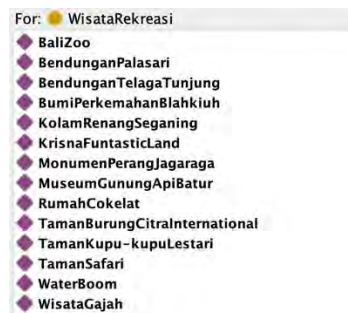 For: WisataRekreasi
BaliZoo
BendunganPalasari
BendunganTelagaTunjung
BumiPerkemahanBlahkiuh
KolamRenangSeganing
KrisnaFuntasticLand
MonumenPerangJagaraga
MuseumGunungApiBatur
RumahCokelat
TamanBurungCitraInternational
TamanKupu-kupuLestari
TamanSafari
WaterBoom
WisataGajah